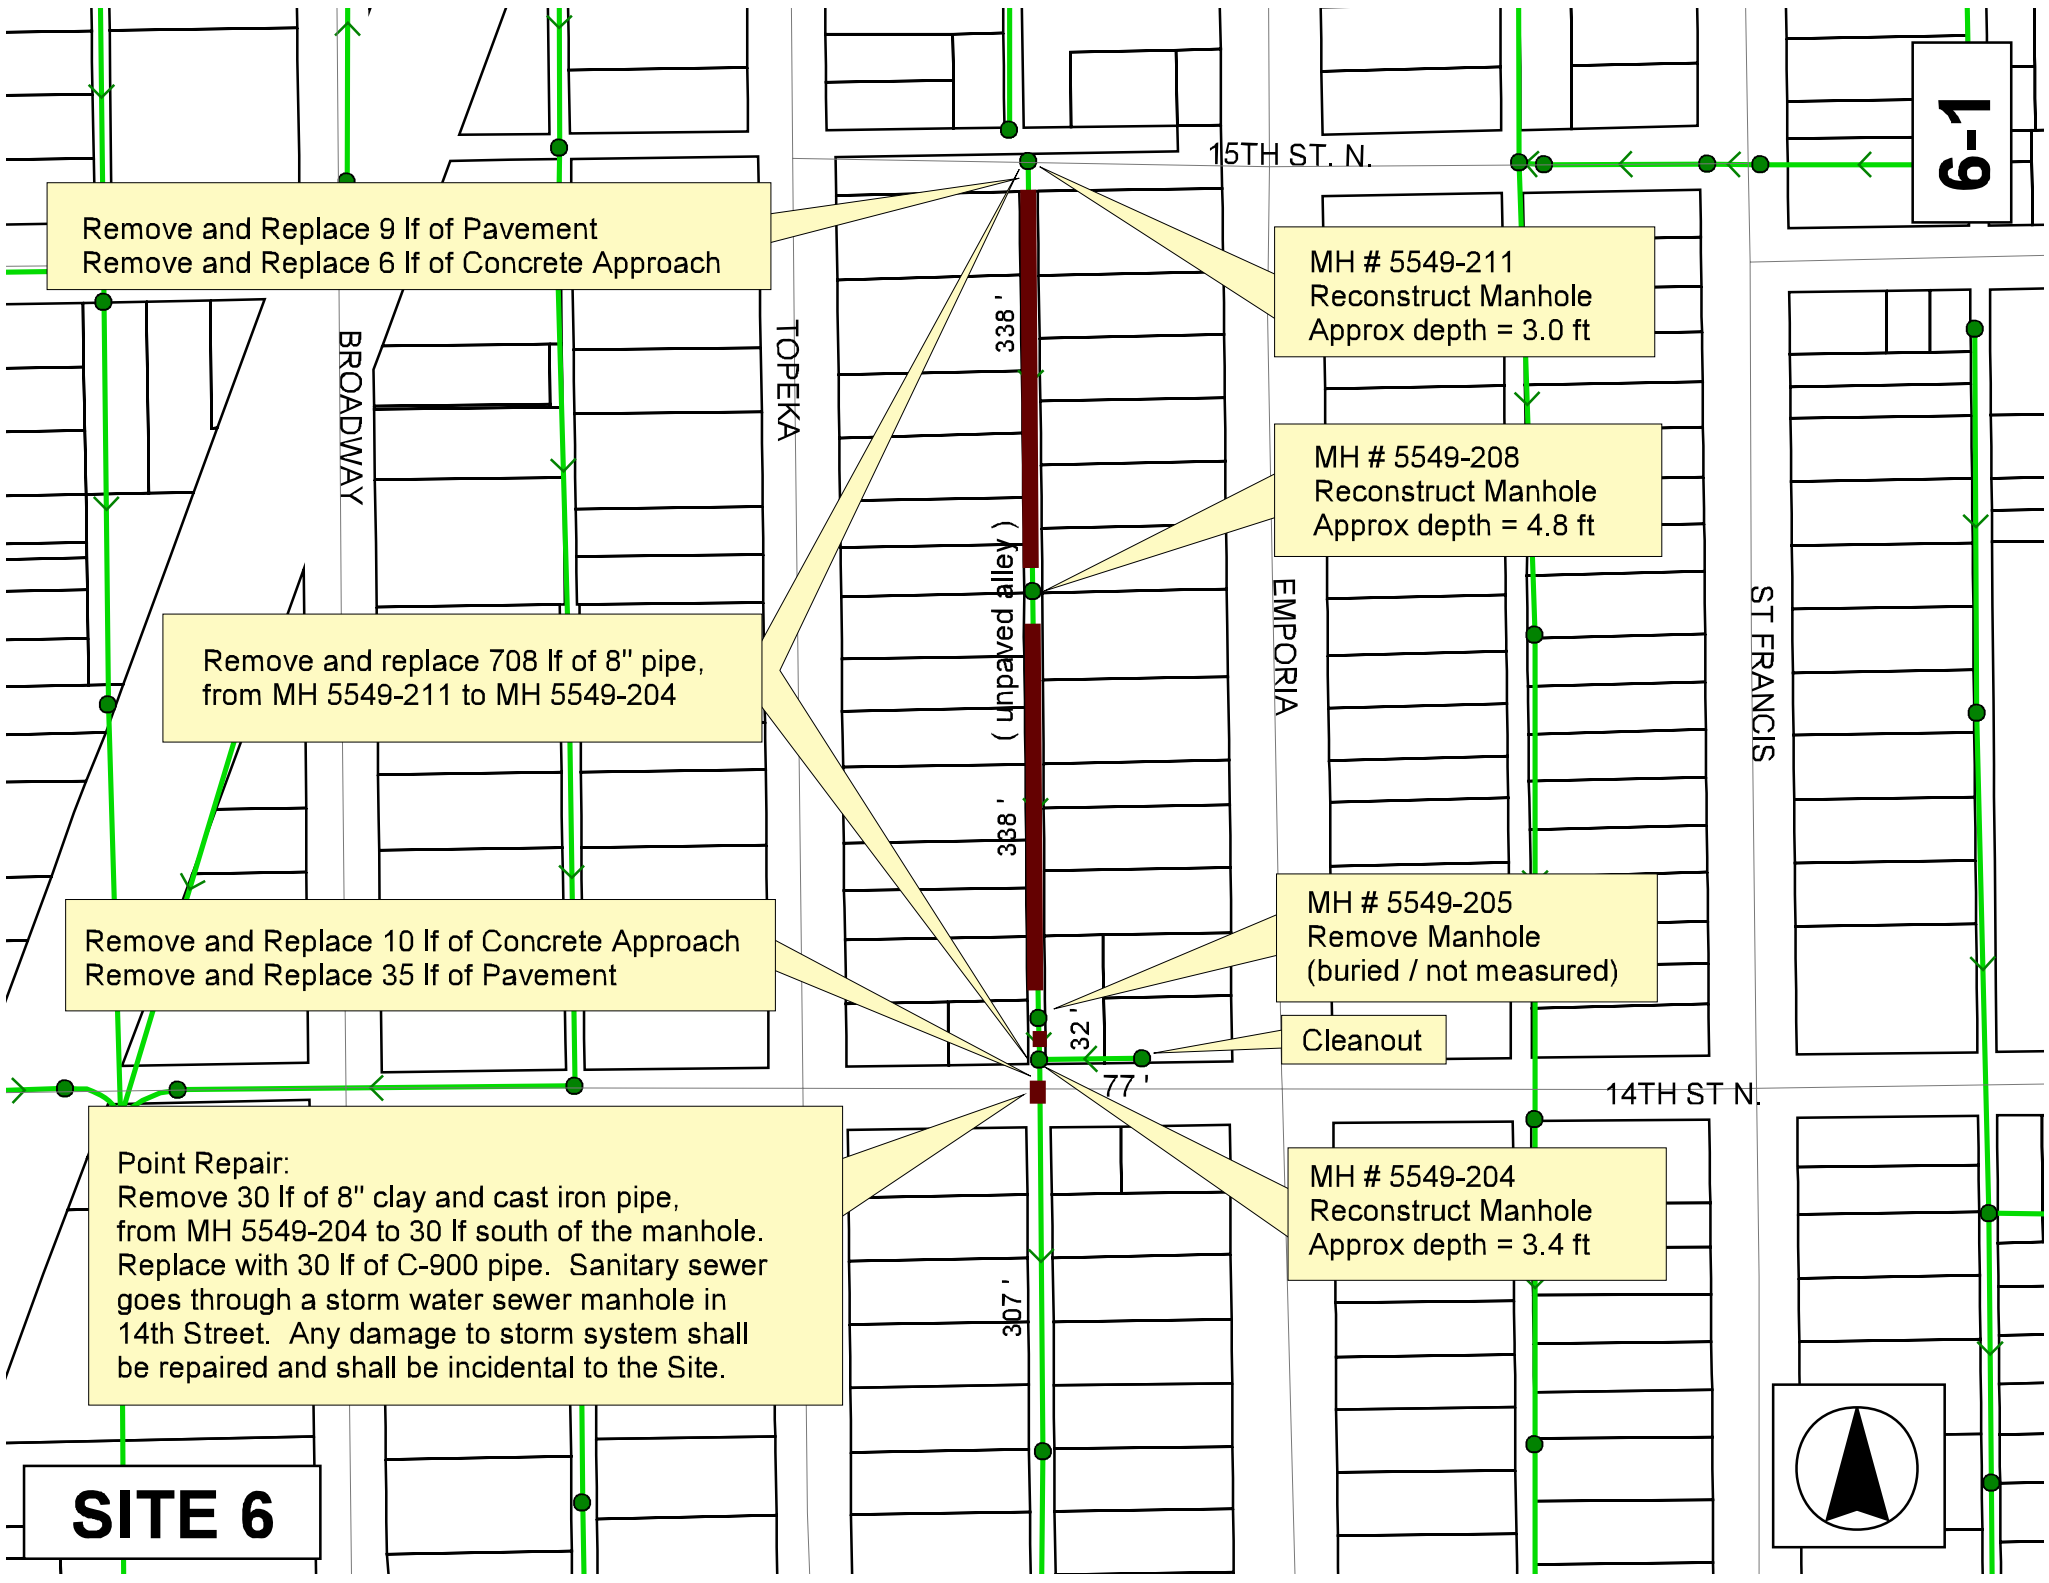 15TH ST. N.
6-1
Remove and Replace 9 lf of Pavement
Remove and Replace 6 lf of Concrete Approach
MH # 5549-211
Reconstruct Manhole
Approx depth = 3.0 ft
338 '
BROADWAY
TOPEKA
MH # 5549-208
Reconstruct Manhole
Approx depth = 4.8 ft
( unpaved alley )
EMPORIA
ST FRANCIS
Remove and replace 708 lf of 8" pipe,
from MH 5549-211 to MH 5549-204
338 '
MH # 5549-205
Remove Manhole
(buried / not measured)
Remove and Replace 10 lf of Concrete Approach
Remove and Replace 35 lf of Pavement
32 '
Cleanout
77 '
14TH ST N.
Point Repair:
Remove 30 lf of 8" clay and cast iron pipe,
from MH 5549-204 to 30 lf south of the manhole.
Replace with 30 lf of C-900 pipe.  Sanitary sewer
goes through a storm water sewer manhole in
14th Street.  Any damage to storm system shall
be repaired and shall be incidental to the Site.
MH # 5549-204
Reconstruct Manhole
Approx depth = 3.4 ft
307 '
SITE 6